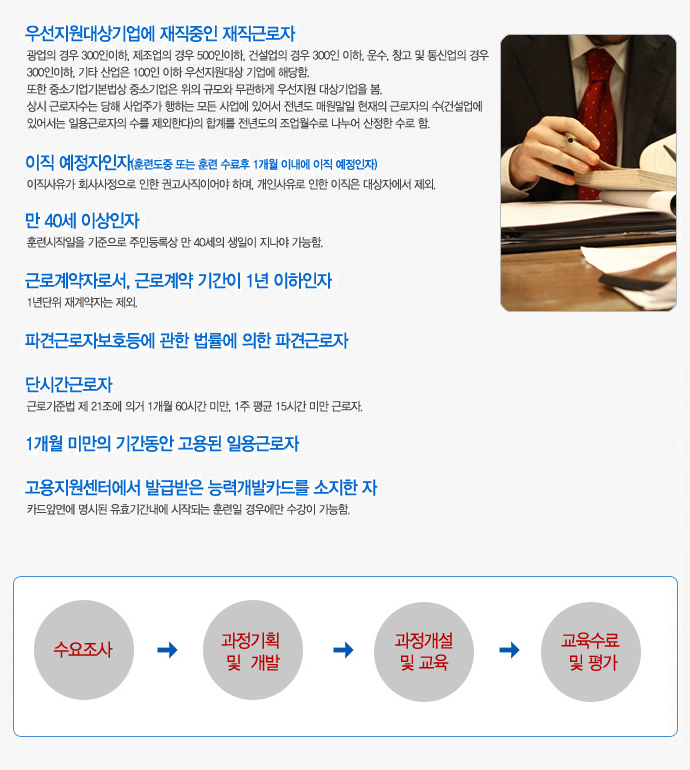 우선지원대상기업에 재직중인 재직근로자
광업의 경우 300인이하, 제조업의 경우 500인이하, 건설업의 경우 300인 이하, 운수, 창고 및 통신업의 경우
300인이하, 기타 산업은 100인 이하 우선지원대상 기업에 해당함.
또한 중소기업기본법상 중소기업은 위의 규모와 무관하게 우선지원 대상기업을 봄.
상시 근로자수는 당해 사업주가 행하는 모든 사업에 있어서 전년도 매원말일 현재의 근로자의 수(건설업에
있어서는 일용근로자의 수를 제외한다)의 합계를 전년도의 조업월수로 나누어 산정한 수로 함.
이직 예정자인자(훈련도중 또는 훈련 수료후 1개월 이내에 이직 예정인자)
이직사유가 회사사정으로 인한 권고사직이어야 하며, 개인사유로 인한 이직은 대상자에서 제외.
만 40세 이상인자
훈련시작일을 기준으로 주민등록상 만 40세의 생일이 지나야 가능함.
근로계약자로서, 근로계약 기간이 1년 이하인자
1년단위 재계약자는 제외.
파견근로자보호등에 관한 법률에 의한 파견근로자
단시간근로자
근로기준법 제 21조에 의거 1개월 60시간 미만, 1주 평균 15시간 미만 근로자.
1개월 미만의 기간동안 고용된 일용근로자
고용지원센터에서 발급받은 능력개발카드를 소지한 자
카드앞면에 명시된 유효기간내에 시작되는 훈련일 경우에만 수강이 가능함.
수요조사
과정기획
및 개발
과정개설
및 교육
교육수료
및 평가